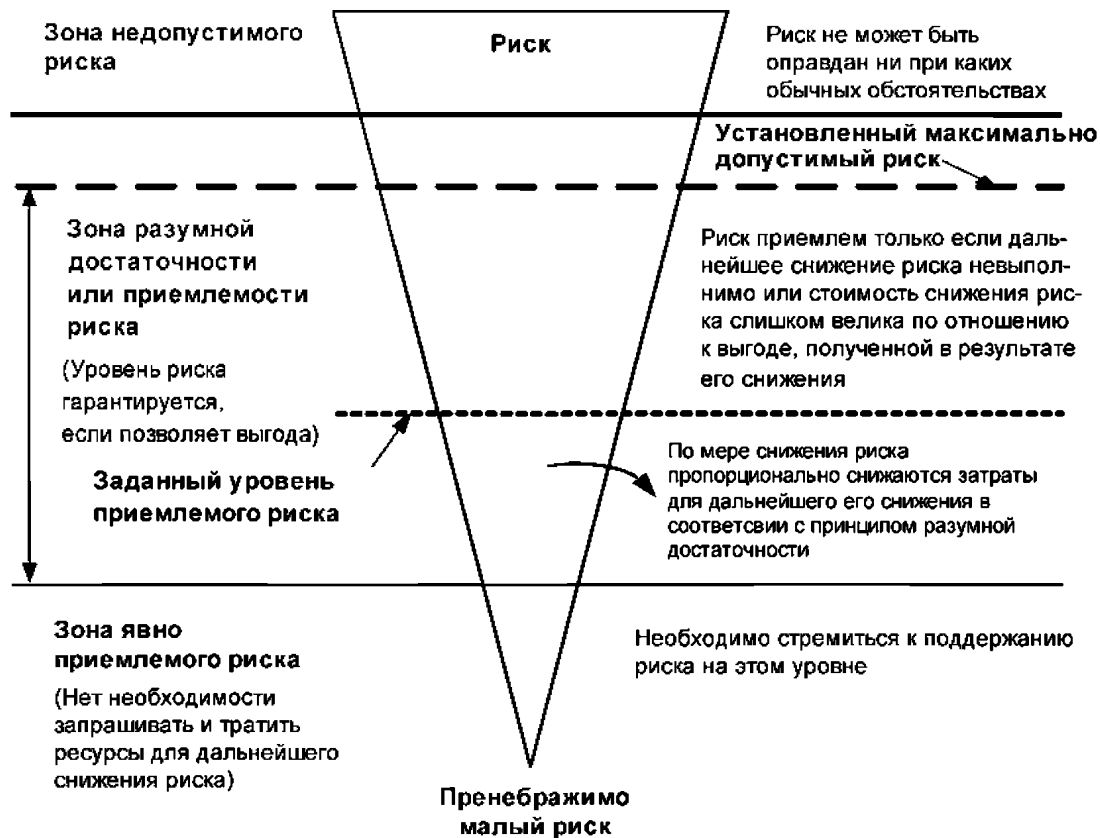 Зона недопустимого
риска
Риск
Риск не может быть
оправдан ни при каких
обычных обстоятельствах
Установленный максимально
допустимый риск
Зона разумной
достаточности
или приемлемости
риска
(Уровень риска
гарантируется,
если позволяет выгода)
Риск приемлем только если даль-
нейшее снижение риска невыпол-
нимо или стоимость снижения рис-
ка слишком велика по отношению
к выгоде, полученной в результате
его снижения
Заданный уровень
приемлемого риска
По мере снижения риска
пропорционально снижаются затраты
для дальнейшего его снижения в
соответсвии с принципом разумной
достаточности
Зона явно
приемлемого риска
(Нет необходимости
запрашивать и тратить
ресурсы для дальнейшего
снижения риска)
Необходимо стремиться к поддержанию
риска на этом уровне
Пренебражимо
малый риск